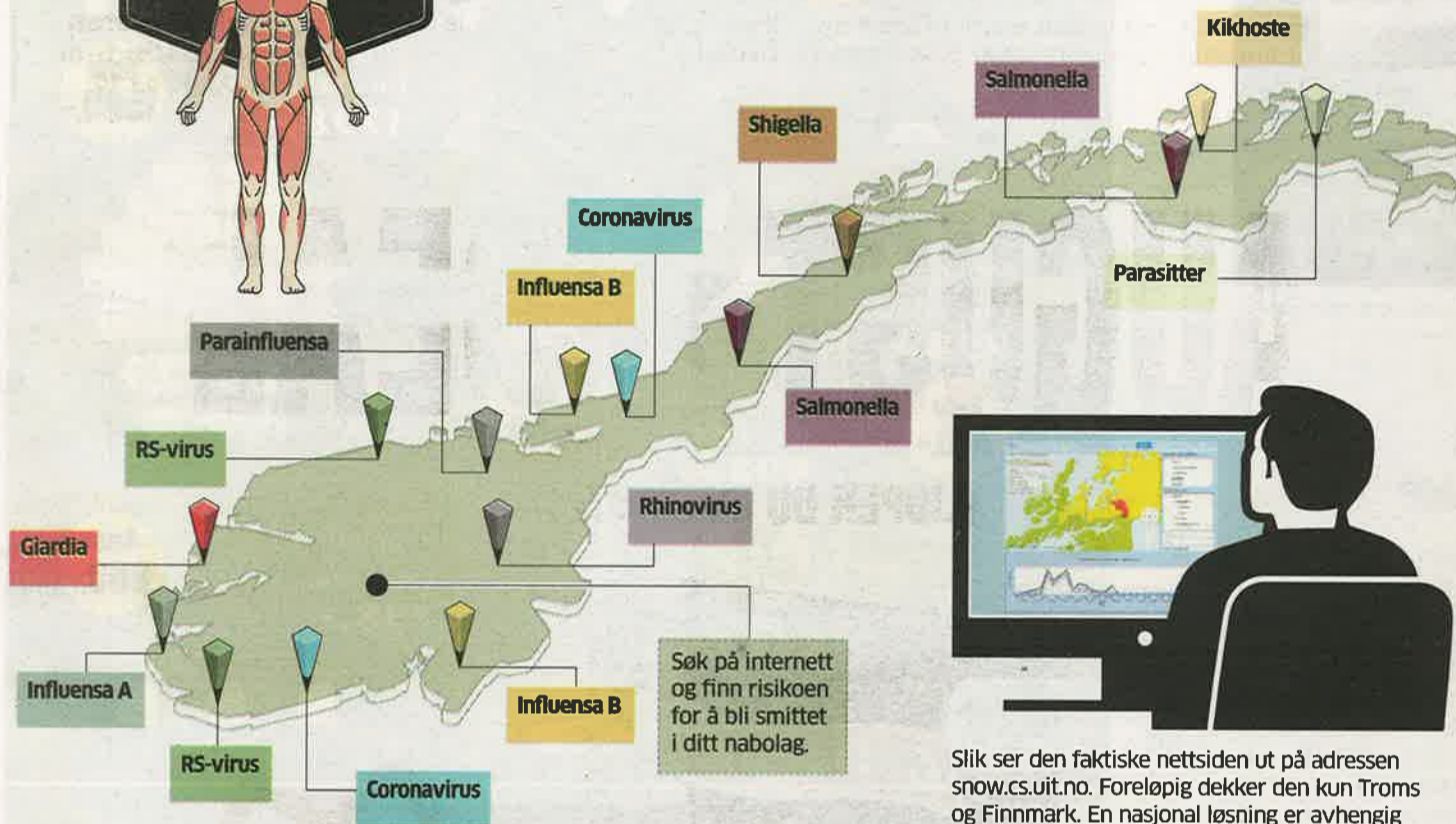 Kikhoste
Salmonella
Shigella
Coronavirus
Influensa B
Parasitter
Parainfluensa
Salmonella
RS-virus
Rhinovirus
Giardia
Influensa A
Influensa B
RS-virus
Coronavirus
Søk på internett
og finn risikoen
for å bli smittet
i ditt nabolag.
Slik ser den faktiske nettsiden ut på adressen
snow.cs.uit.no. Foreløpig dekker den kun Troms
og Finnmark. En nasjonal løsning er avhengig